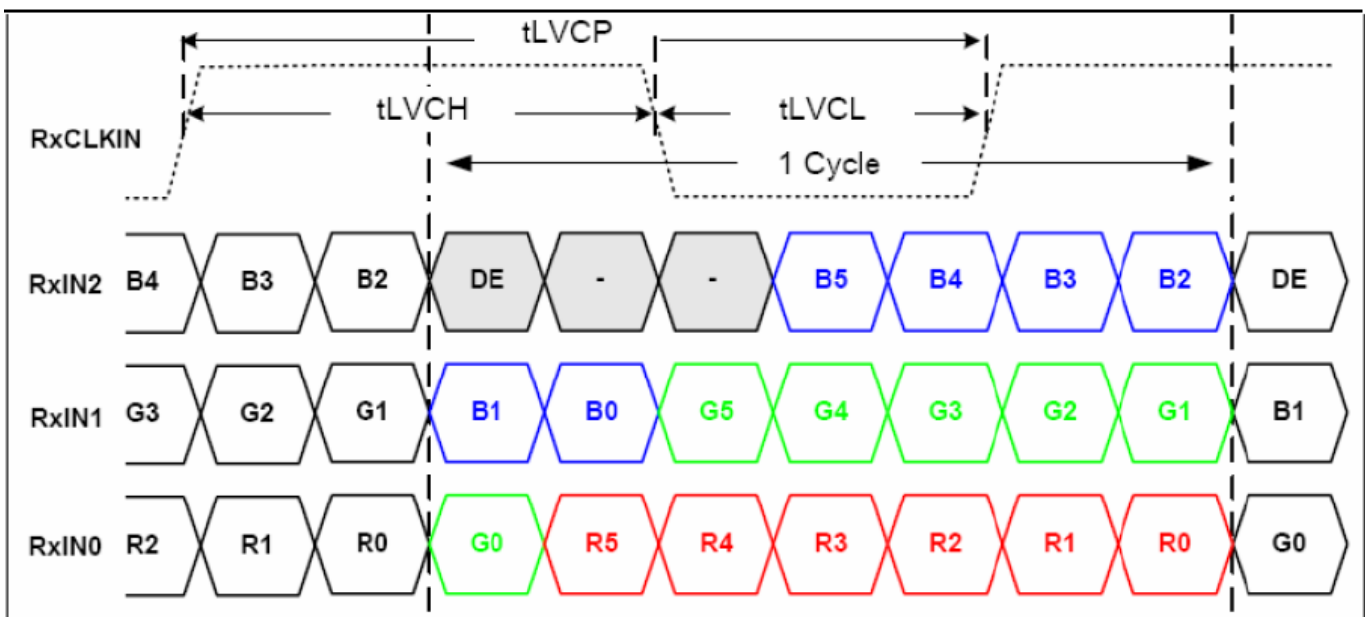 tLVCP
tLVCH tLVCL
RxCLKIN
1 Cycle
RxIN2 B4 B3 B2 DE - - B5 B4 B3 B2 DE
RxIN1 G3 G2 G1 B1 B0 G5 G4 G3 G2 G1 B1
RxIN0 R2 R1 R0 G0 R5 R4 R3 R2 R1 R0 G0